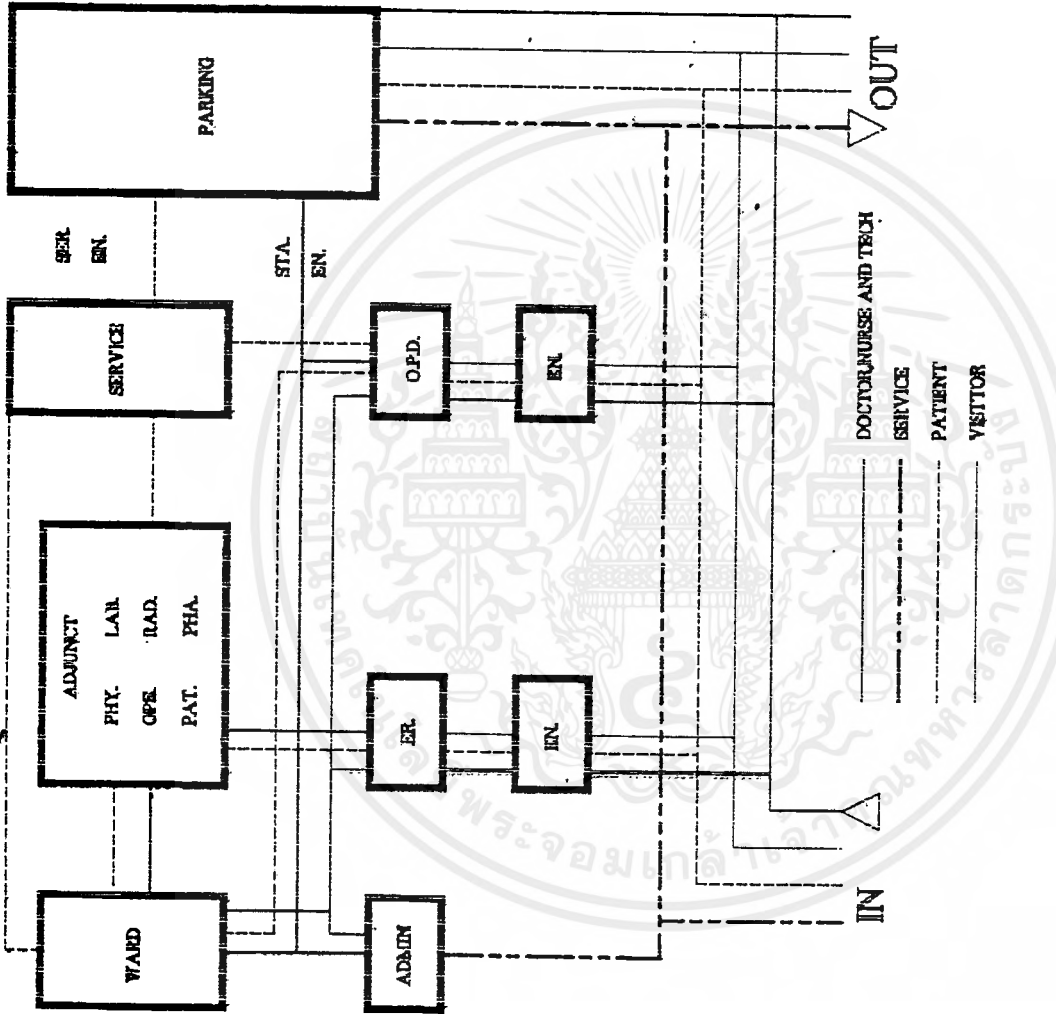 PARKING
SER.
EN.
STA.
EN.
SERVICE
O.P.D.
EN.
ADJUNCT
PHY. LAB.
OPE. RAD.
PAT. PHA.
ER.
EN.
WARD
ADMIN
IN
OUT
DOCTOR,NURSE AND TECH
SERVICE
PATIENT
VISITOR